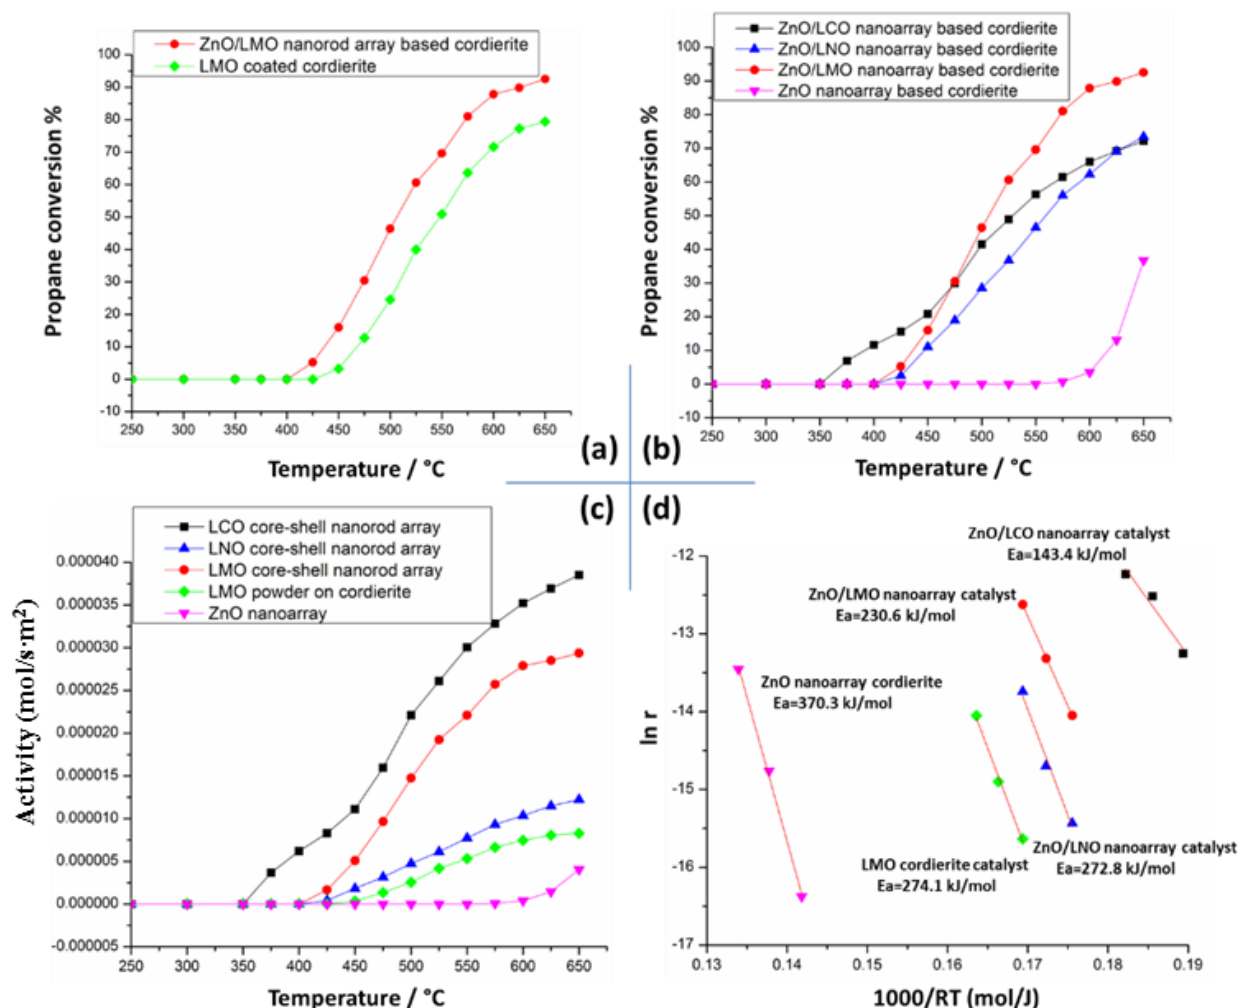 ZnO/LMO nanorod array based cordierite
LMO coated cordierite
100
90
80
70
60
50
40
30
20
10
0
-10
Propane conversion %
250 300 350 400 450 500 550 600 650
Temperature / °C
(a)
ZnO/LCO nanoarray based cordierite
ZnO/LNO nanoarray based cordierite
ZnO/LMO nanoarray based cordierite
ZnO nanoarray based cordierite
100
90
80
70
60
50
40
30
20
10
0
-10
Propane conversion %
250 300 350 400 450 500 550 600 650
Temperature / °C
(b)
(c)
LCO core-shell nanorod array
LNO core-shell nanorod array
LMO core-shell nanorod array
LMO powder on cordierite
ZnO nanoarray
0.000040
0.000035
0.000030
0.000025
0.000020
0.000015
0.000010
0.000005
0.000000
-0.000005
Activity (mol/s·m²)
250 300 350 400 450 500 550 600 650
Temperature / °C
(d)
ZnO/LCO nanoarray catalyst
Ea=143.4 kJ/mol
ZnO/LMO nanoarray catalyst
Ea=230.6 kJ/mol
ZnO nanoarray cordierite
Ea=370.3 kJ/mol
ZnO/LNO nanoarray catalyst
Ea=272.8 kJ/mol
LMO cordierite catalyst
Ea=274.1 kJ/mol
-12
-13
-14
-15
-16
-17
ln r
0.13 0.14 0.15 0.16 0.17 0.18 0.19
1000/RT (mol/J)